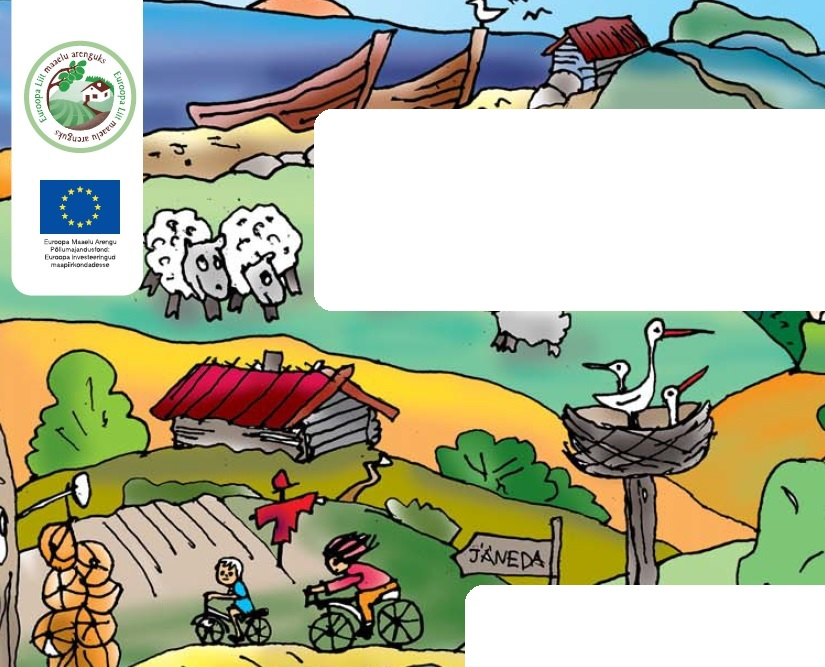 Euroopa Liit maaelu arenguks
Euroopa Liit maaelu arenguks
Euroopa Maaelu Arengu
Põllumajandusfond:
Euroopa investeeringud
maapiirkondadesse
JÄNEDA